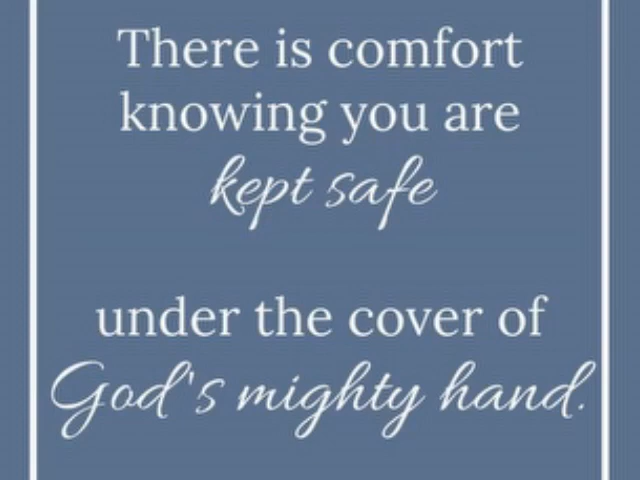 There is comfort
knowing you are
kept safe
under the cover of
God's mighty hand.